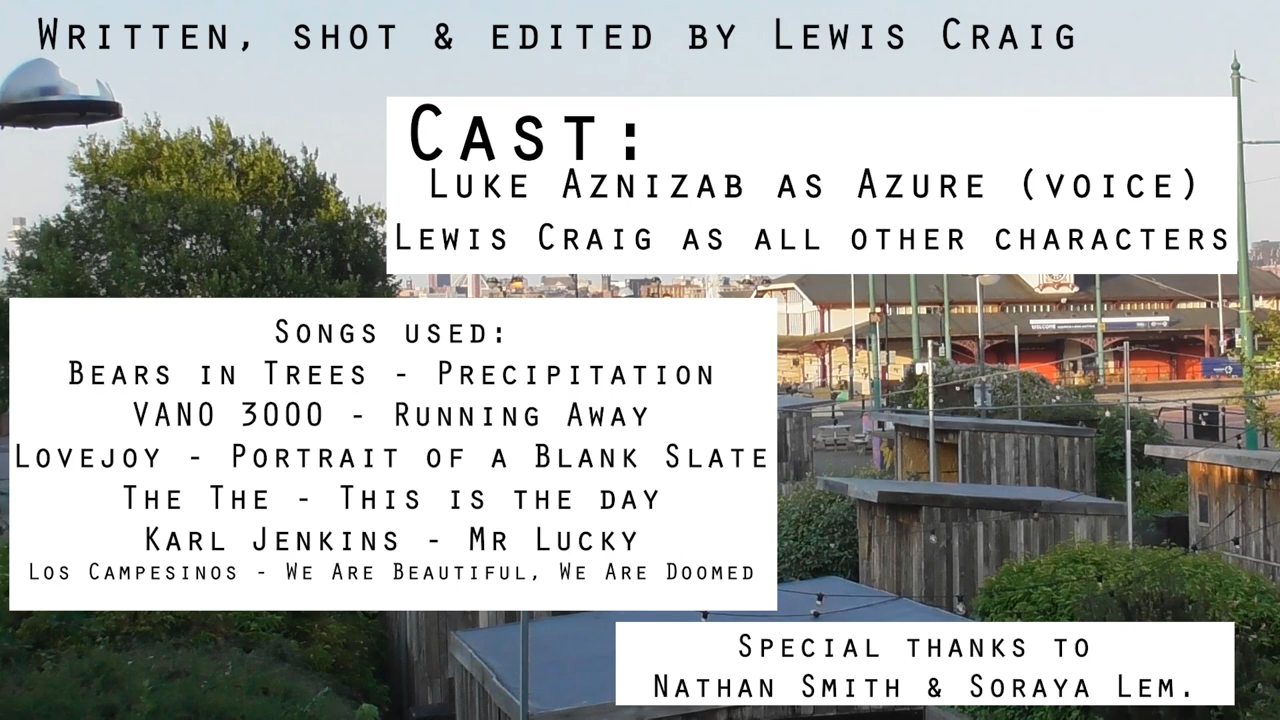 Written, shot & edited by Lewis Craig
Cast:
Luke Aznizab as Azure (voice)
Lewis Craig as all other characters
Songs used:
Bears in Trees - Precipitation
VANO 3000 - Running Away
Lovejoy - Portrait of a Blank Slate
The The - This is the day
Karl Jenkins - Mr Lucky
Los Campesinos - We Are Beautiful, We Are Doomed
Special thanks to
Nathan Smith & Soraya Lem.
WELCOME